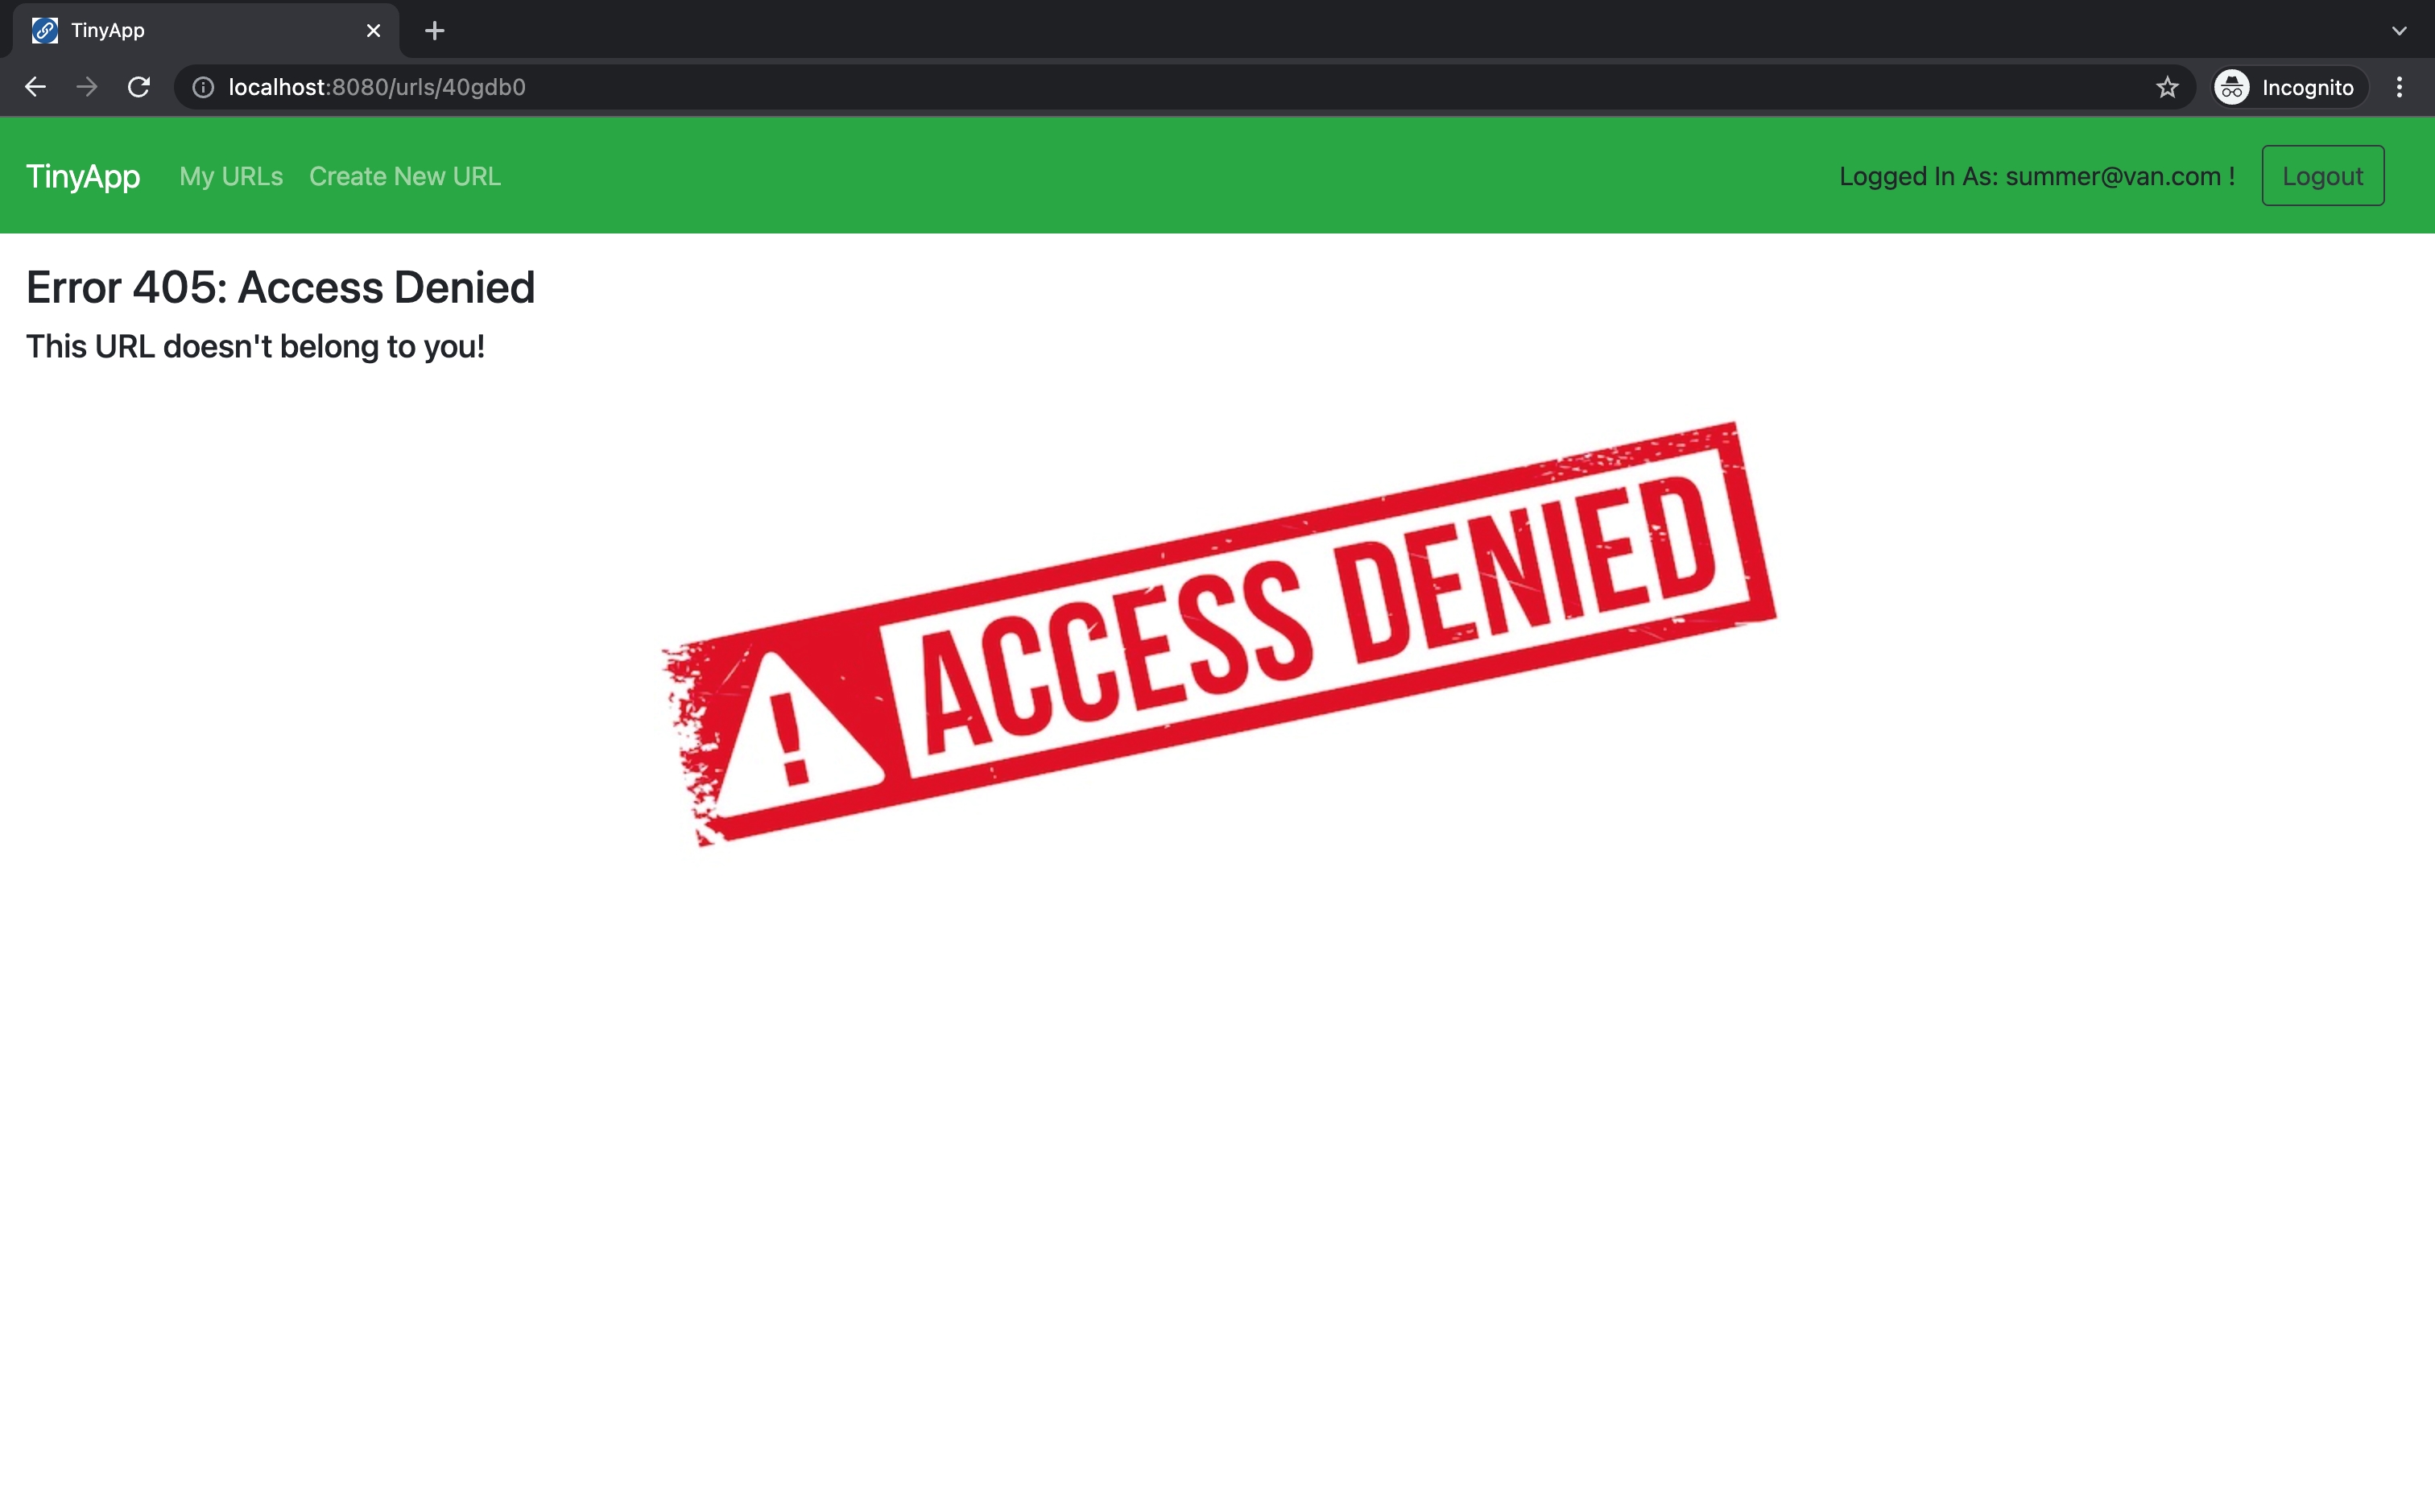 TinyApp
localhost:8080/urls/40gdb0
Incognito
TinyApp My URLs Create New URL Logged In As: summer@van.com ! Logout
Error 405: Access Denied
This URL doesn't belong to you!
! ACCESS DENIED